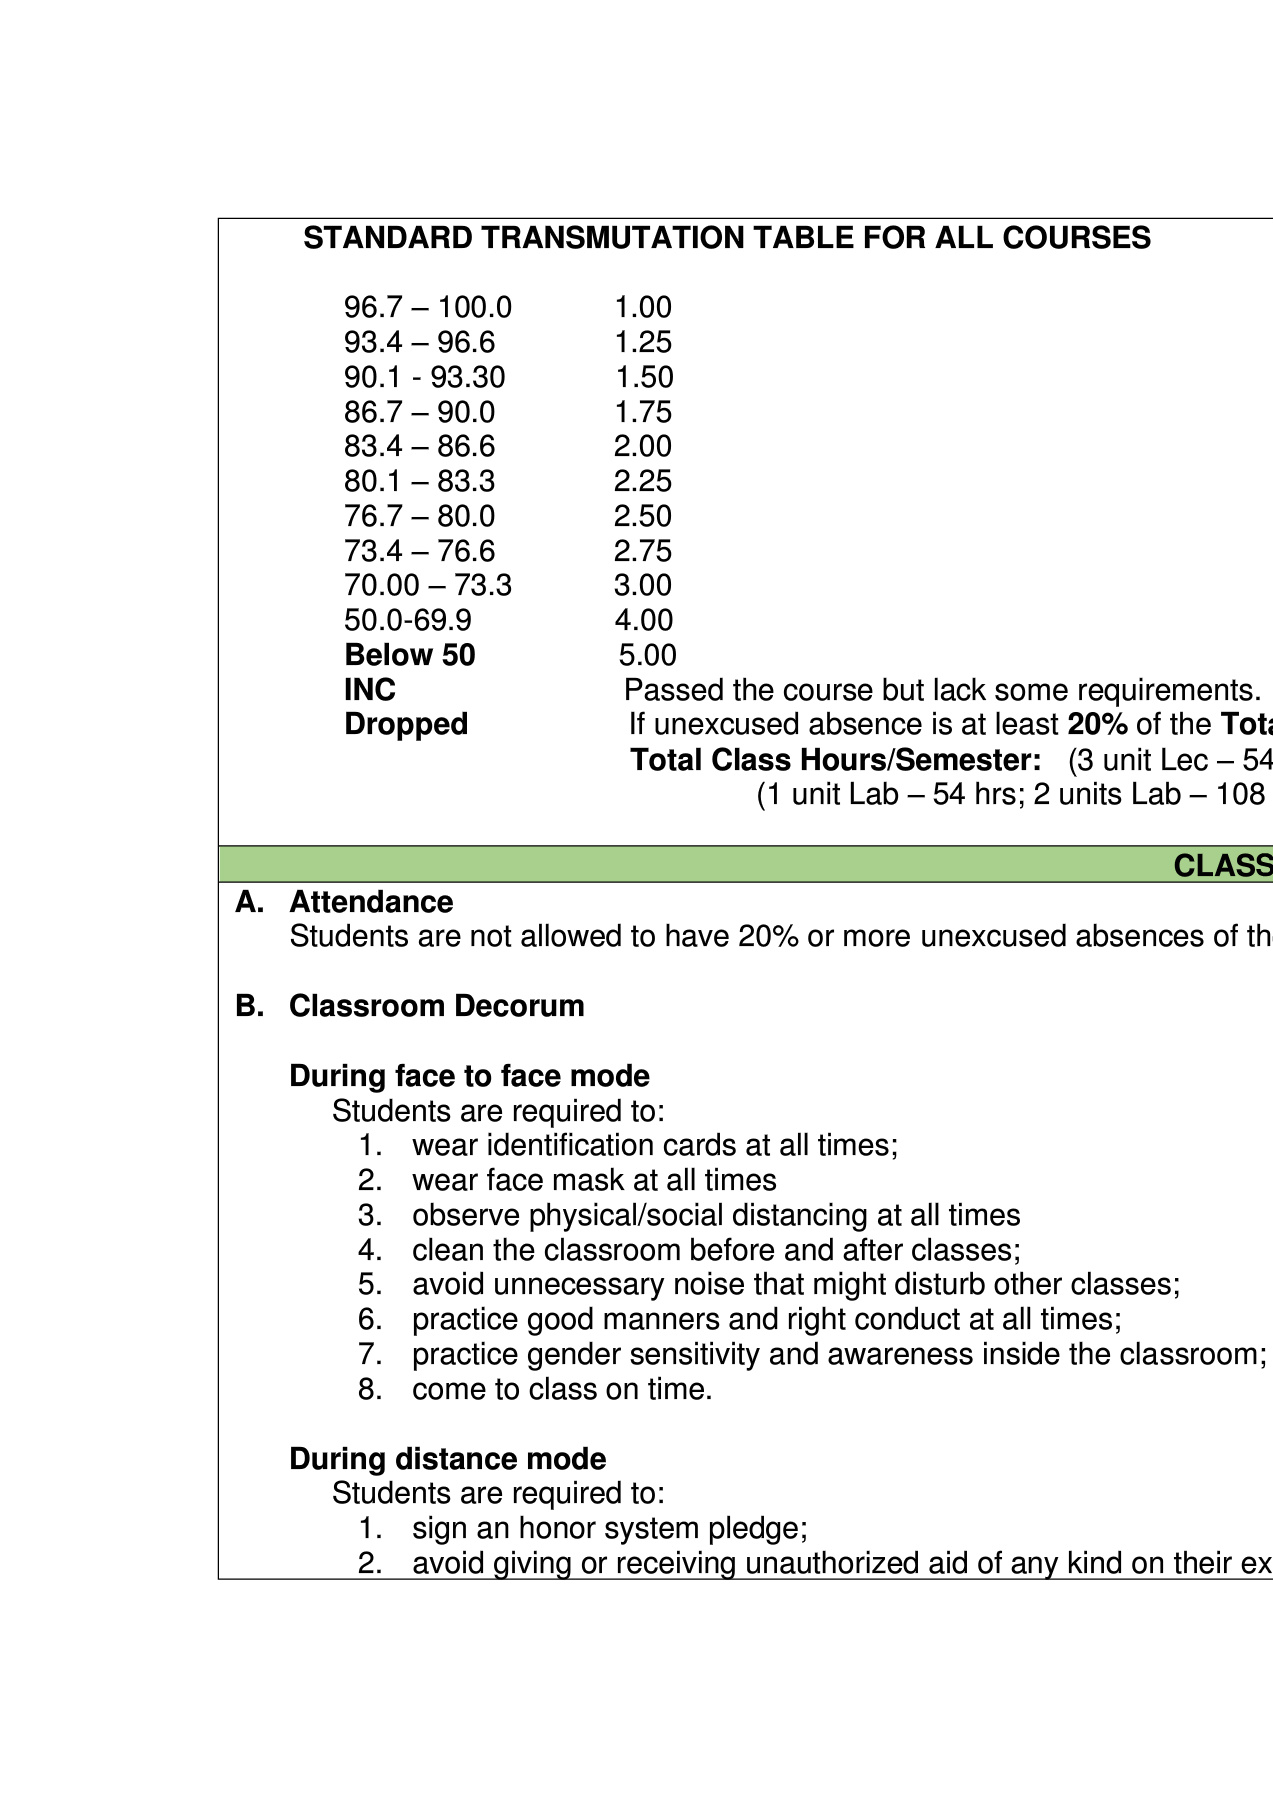 STANDARD TRANSMUTATION TABLE FOR ALL COURSES
96.7 – 100.0 1.00
93.4 – 96.6 1.25
90.1 - 93.30 1.50
86.7 – 90.0 1.75
83.4 – 86.6 2.00
80.1 – 83.3 2.25
76.7 – 80.0 2.50
73.4 – 76.6 2.75
70.00 – 73.3 3.00
50.0-69.9 4.00
Below 50 5.00
INC Passed the course but lack some requirements.
Dropped If unexcused absence is at least 20% of the
Total Class Hours/Semester: (3 unit Lec – 54
(1 unit Lab – 54 hrs; 2 units Lab – 108
CLASS
A. Attendance
Students are not allowed to have 20% or more unexcused absences of
B. Classroom Decorum
During face to face mode
Students are required to:
1. wear identification cards at all times;
2. wear face mask at all times
3. observe physical/social distancing at all times
4. clean the classroom before and after classes;
5. avoid unnecessary noise that might disturb other classes;
6. practice good manners and right conduct at all times;
7. practice gender sensitivity and awareness inside the classroom;
8. come to class on time.
During distance mode
Students are required to:
1. sign an honor system pledge;
2. avoid giving or receiving unauthorized aid of any kind on their